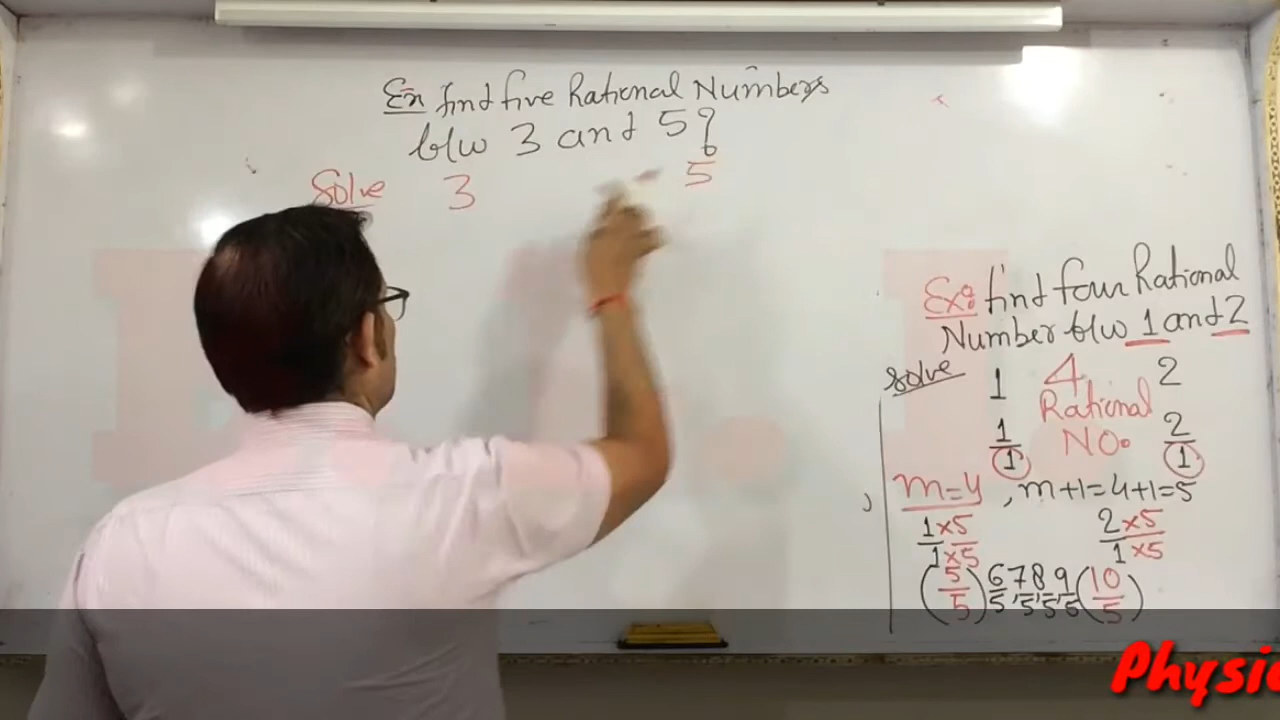 Ex find five Rational Numbers
b/w 3 and 5?
Solve 3 5
Ex: find four Rational
Number b/w 1 and 2
Solve 1 4 2
Rational
NO.
1/1 2/1
m=4, m+1=4+1=5
1×5/1×5 2×5/1×5
(5/5) 6/5, 7/5, 8/5, 9/5 (10/5)
Physic